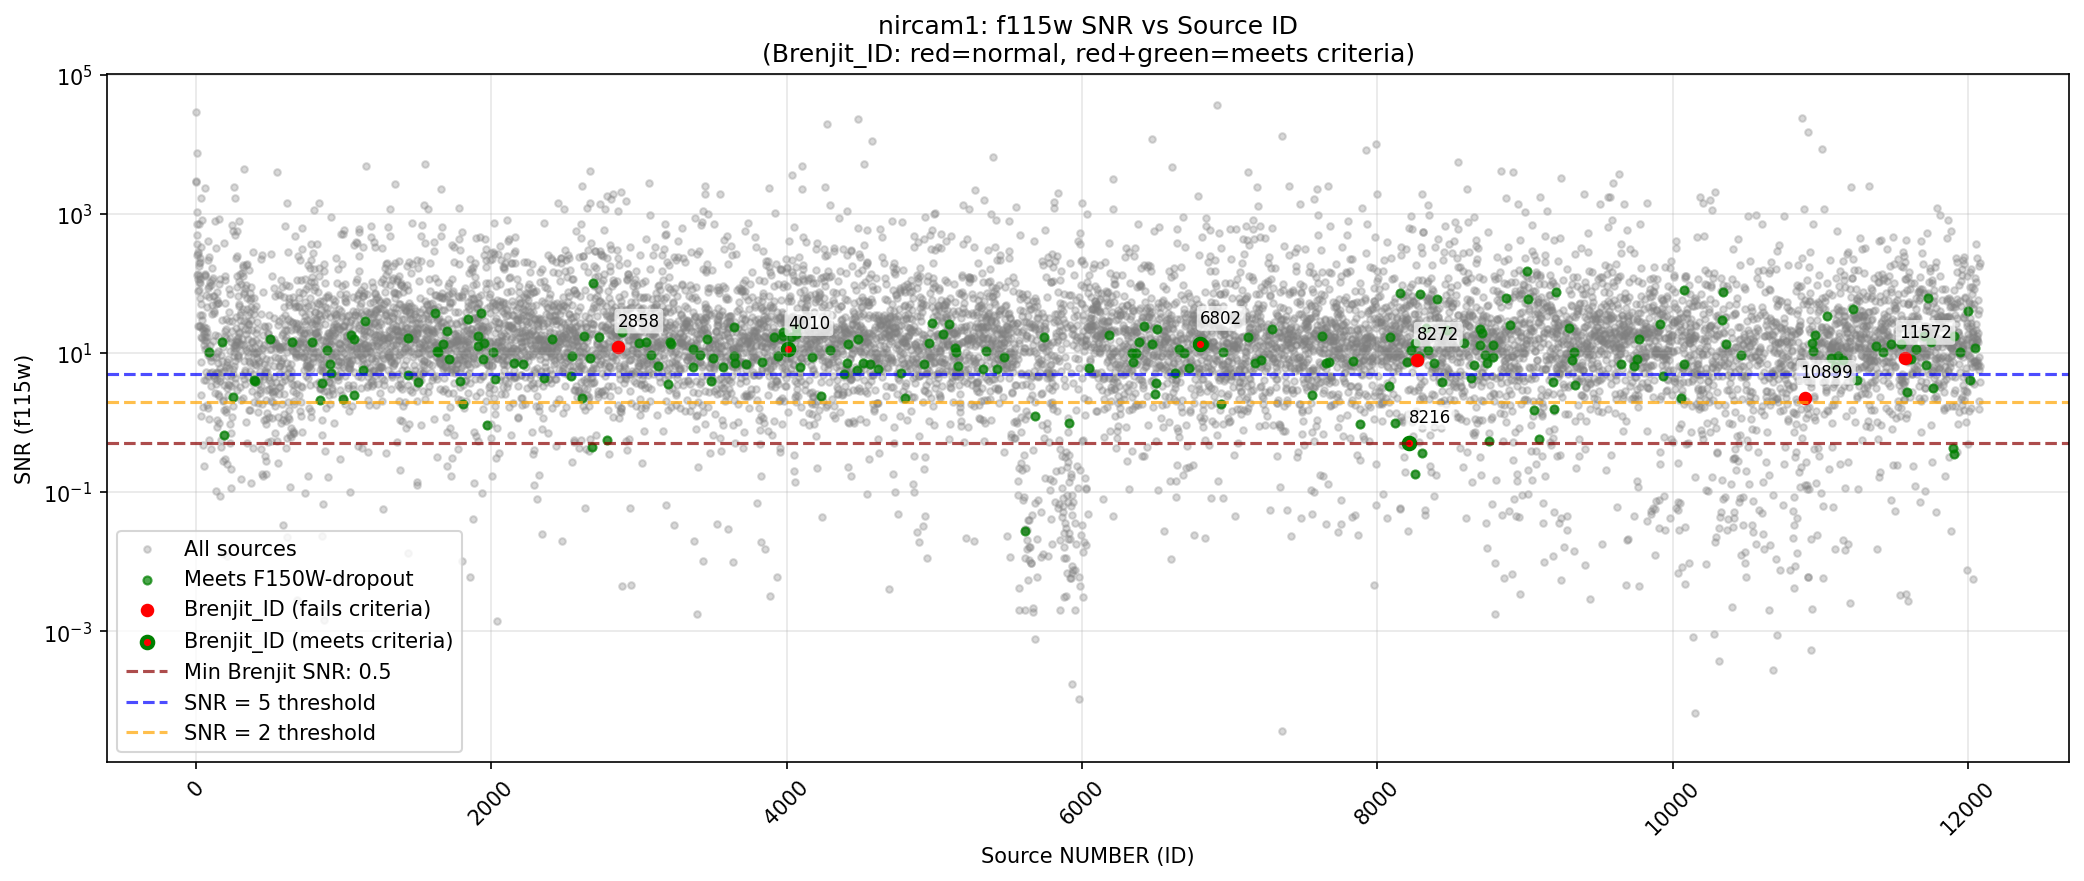 nircam1: f115w SNR vs Source ID
(Brenjit_ID: red=normal, red+green=meets criteria)
SNR (f115w)
10^5
10^3
10^1
10^-1
10^-3
2858
4010
6802
8272
11572
10899
8216
All sources
Meets F150W-dropout
Brenjit_ID (fails criteria)
Brenjit_ID (meets criteria)
Min Brenjit SNR: 0.5
SNR = 5 threshold
SNR = 2 threshold
0
2000
4000
6000
8000
10000
12000
Source NUMBER (ID)